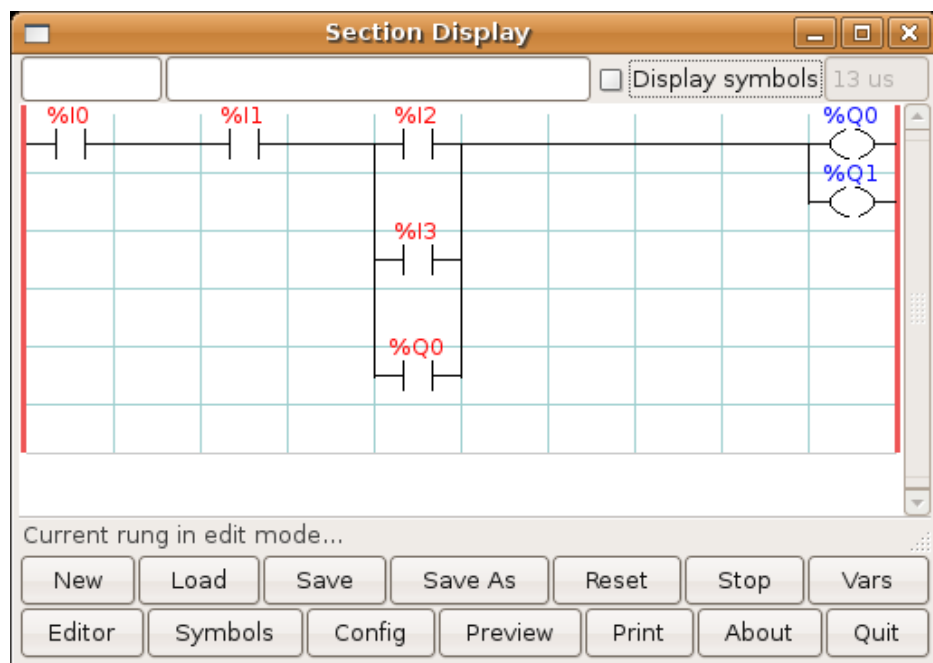 Section Display
Display symbols 13 us
%I0 %I1 %I2 %Q0
%Q1
%I3
%Q0
Current rung in edit mode...
New Load Save Save As Reset Stop Vars
Editor Symbols Config Preview Print About Quit